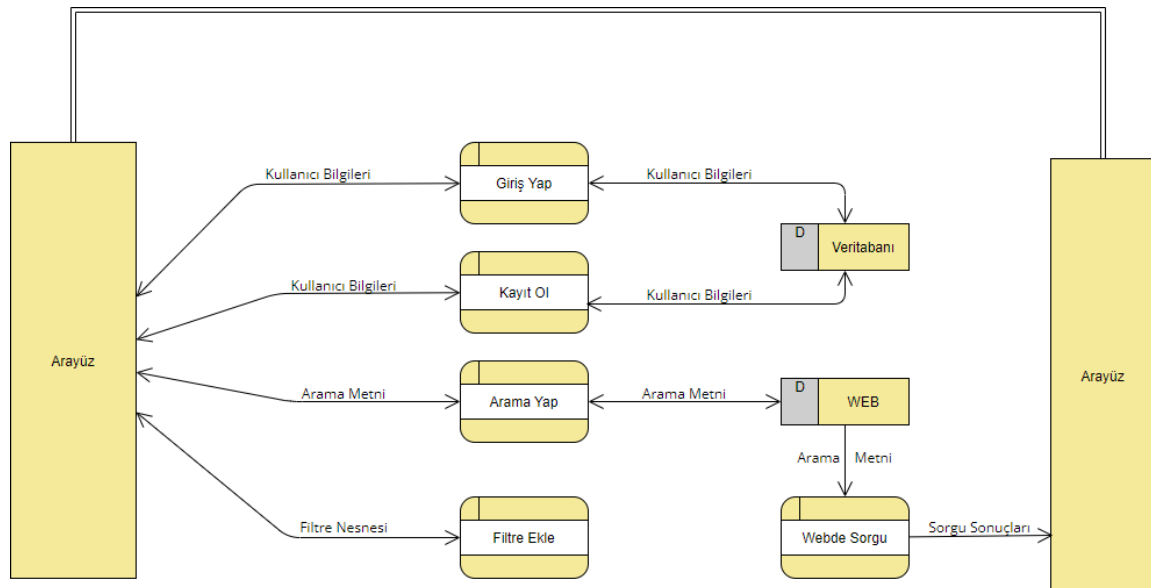 Kullanıcı Bilgileri
Giriş Yap
Kullanıcı Bilgileri
D
Veritabanı
Kullanıcı Bilgileri
Kayıt Ol
Kullanıcı Bilgileri
Arayüz
Arayüz
Arama Metni
Arama Yap
Arama Metni
D
WEB
Arama Metni
Filtre Nesnesi
Filtre Ekle
Webde Sorgu
Sorgu Sonuçları